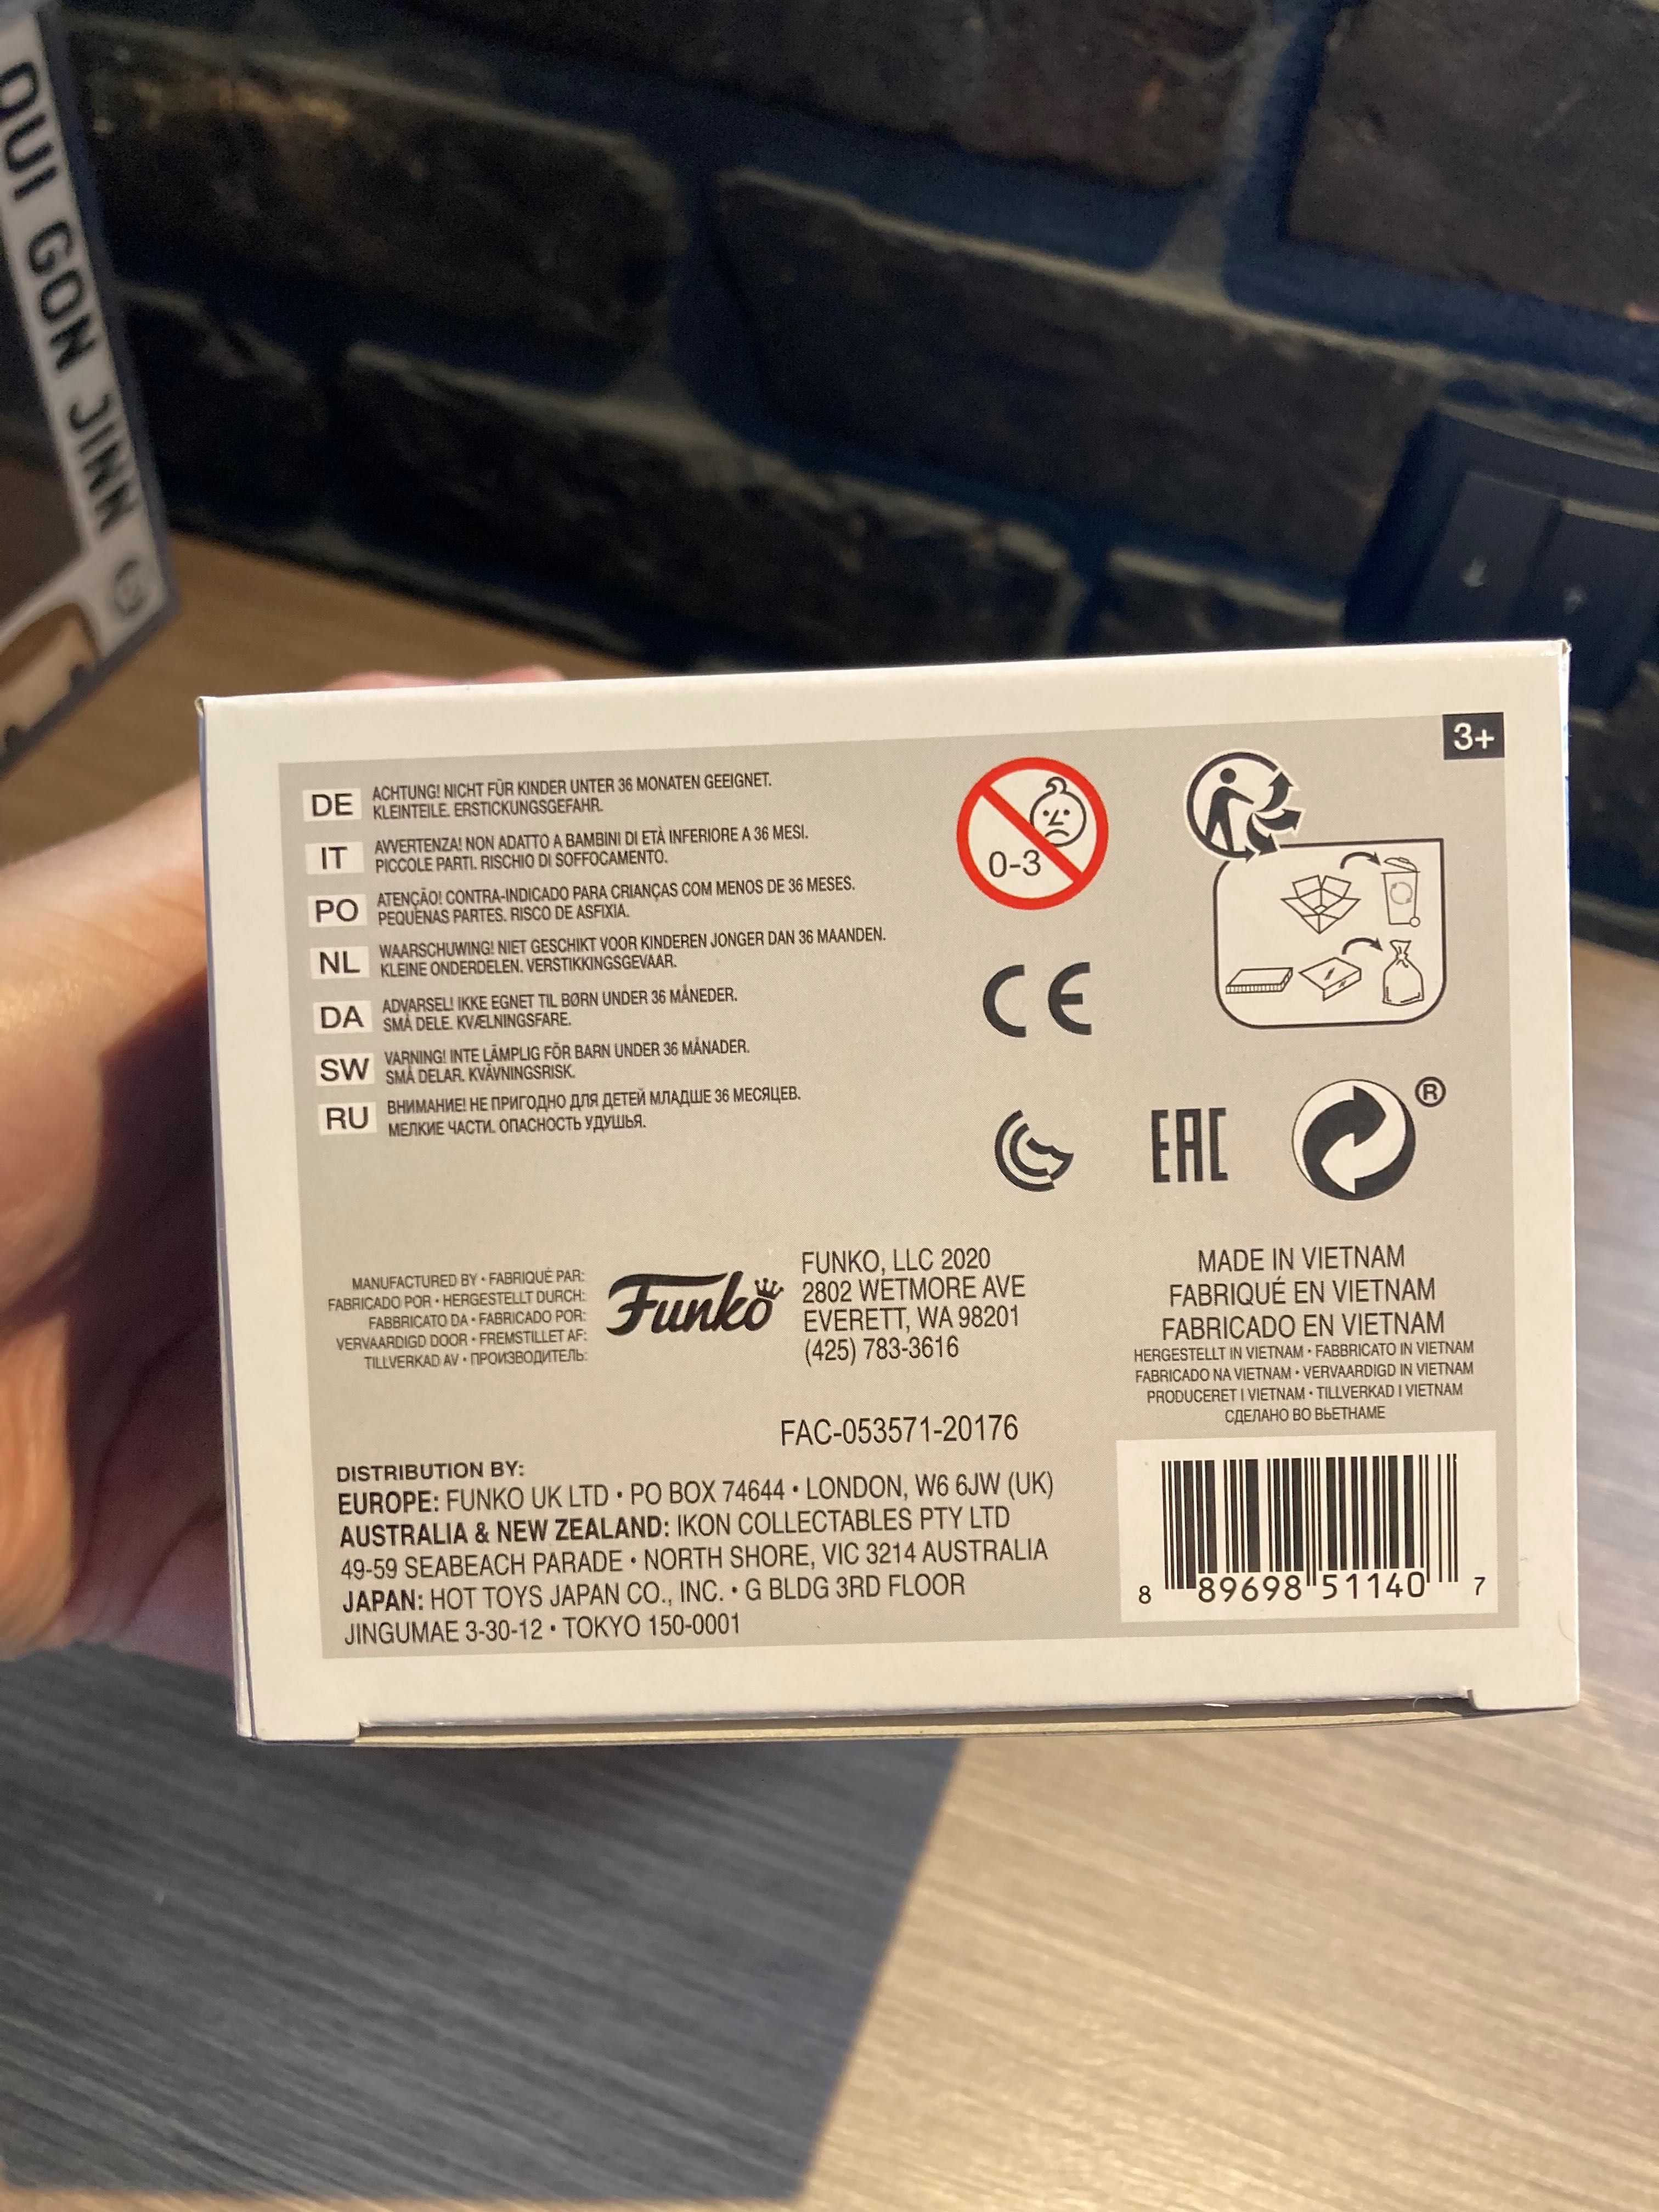 QUI GON JINN
3+
DE
ACHTUNG! NICHT FÜR KINDER UNTER 36 MONATEN GEEIGNET.
KLEINTEILE. ERSTICKUNGSGEFAHR.
IT
AVVERTENZA! NON ADATTO A BAMBINI DI ETÀ INFERIORE A 36 MESI.
PICCOLE PARTI. RISCHIO DI SOFFOCAMENTO.
PO
ATENÇÃO! CONTRA-INDICADO PARA CRIANÇAS COM MENOS DE 36 MESES.
PEQUENAS PARTES. RISCO DE ASFIXIA.
NL
WAARSCHUWING! NIET GESCHIKT VOOR KINDEREN JONGER DAN 36 MAANDEN.
KLEINE ONDERDELEN. VERSTIKKINGSGEVAAR.
DA
ADVARSEL! IKKE EGNET TIL BØRN UNDER 36 MÅNEDER.
SMÅ DELE. KVÆLNINGSFARE.
SW
VARNING! INTE LÄMPLIG FÖR BARN UNDER 36 MÅNADER.
SMÅ DELAR. KVÄVNINGSRISK.
RU
ВНИМАНИЕ! НЕ ПРИГОДНО ДЛЯ ДЕТЕЙ МЛАДШЕ 36 МЕСЯЦЕВ.
МЕЛКИЕ ЧАСТИ. ОПАСНОСТЬ УДУШЬЯ.
0-3
CE
EAC
®
MANUFACTURED BY • FABRIQUÉ PAR:
FABRICADO POR • HERGESTELLT DURCH:
FABBRICATO DA • FABRICADO POR:
VERVAARDIGD DOOR • FREMSTILLET AF:
TILLVERKAD AV • ПРОИЗВОДИТЕЛЬ:
Funko
FUNKO, LLC 2020
2802 WETMORE AVE
EVERETT, WA 98201
(425) 783-3616
MADE IN VIETNAM
FABRIQUÉ EN VIETNAM
FABRICADO EN VIETNAM
HERGESTELLT IN VIETNAM • FABBRICATO IN VIETNAM
FABRICADO NA VIETNAM • VERVAARDIGD IN VIETNAM
PRODUCERET I VIETNAM • TILLVERKAD I VIETNAM
СДЕЛАНО ВО ВЬЕТНАМЕ
FAC-053571-20176
DISTRIBUTION BY:
EUROPE: FUNKO UK LTD • PO BOX 74644 • LONDON, W6 6JW (UK)
AUSTRALIA & NEW ZEALAND: IKON COLLECTABLES PTY LTD
49-59 SEABEACH PARADE • NORTH SHORE, VIC 3214 AUSTRALIA
JAPAN: HOT TOYS JAPAN CO., INC. • G BLDG 3RD FLOOR
JINGUMAE 3-30-12 • TOKYO 150-0001
8 89698 51140 7